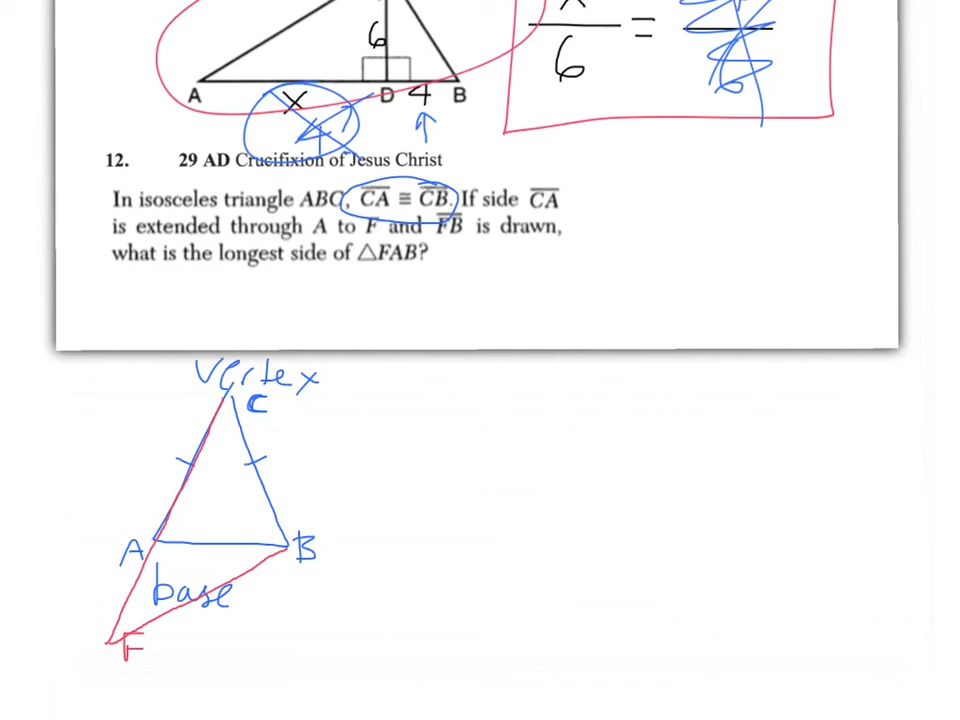 6
6 =
A x D 4 B
12. 29 AD Crucifixion of Jesus Christ
In isosceles triangle ABC, CA ≅ CB. If side CA
is extended through A to F and FB is drawn,
what is the longest side of △FAB?
vertex
C
A B
base
F